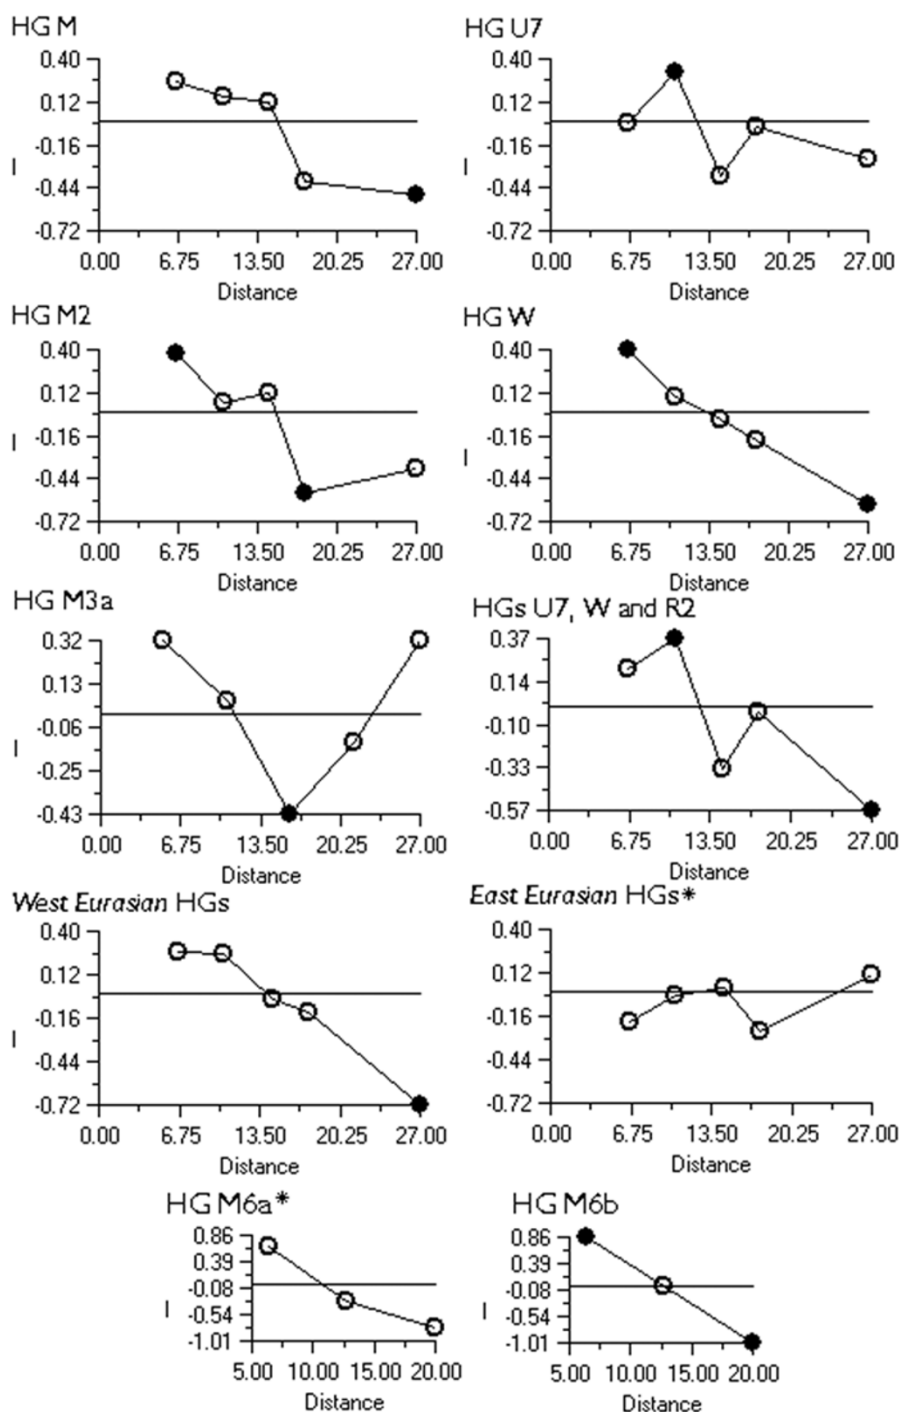 HG M
0.40
0.12
-0.16
-0.44
-0.72
I
0.00 6.75 13.50 20.25 27.00
Distance
HG U7
0.40
0.12
-0.16
-0.44
-0.72
I
0.00 6.75 13.50 20.25 27.00
Distance
HG M2
0.40
0.12
-0.16
-0.44
-0.72
I
0.00 6.75 13.50 20.25 27.00
Distance
HG W
0.40
0.12
-0.16
-0.44
-0.72
I
0.00 6.75 13.50 20.25 27.00
Distance
HG M3a
0.32
0.13
-0.06
-0.25
-0.43
I
0.00 6.75 13.50 20.25 27.00
HGs U7, W and R2
0.37
0.14
-0.10
-0.33
-0.57
0.00 6.75 13.50 20.25 27.00
Distance
West Eurasian HGs
0.40
0.12
-0.16
-0.44
-0.72
I
0.00 6.75 13.50 20.25 27.00
Distance
East Eurasian HGs*
0.40
0.12
-0.16
-0.44
-0.72
0.00 6.75 13.50 20.25 27.00
Distance
HG M6a*
0.86
0.39
-0.08
-0.54
-1.01
I
5.00 10.00 15.00 20.00
Distance
HG M6b
0.86
0.39
-0.08
-0.54
-1.01
I
5.00 10.00 15.00 20.00
Distance